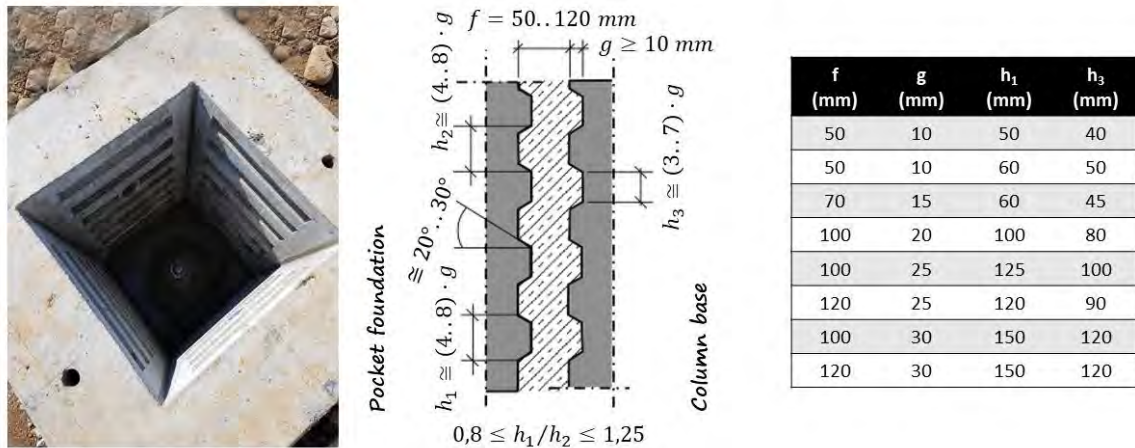 f = 50..120 mm
g ≥ 10 mm
h₂ ≅ (4..8) · g
h₃ ≅ (3..7) · g
≅ 20°..30°
h₁ ≅ (4..8) · g
Pocket foundation
Column base
0,8 ≤ h₁/h₂ ≤ 1,25
f (mm) g (mm) h₁ (mm) h₃ (mm)
50 10 50 40
50 10 60 50
70 15 60 45
100 20 100 80
100 25 125 100
120 25 120 90
100 30 150 120
120 30 150 120